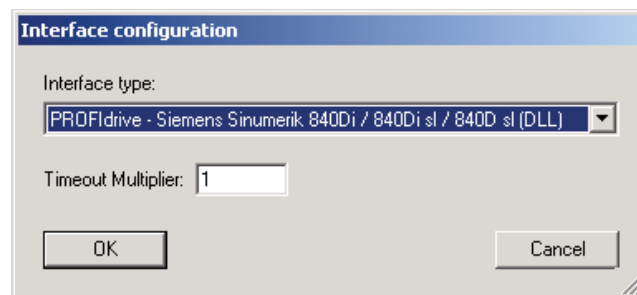 Interface configuration
Interface type:
PROFIdrive - Siemens Sinumerik 840Di / 840Di sl / 840D sl (DLL)
Timeout Multiplier: 1
OK Cancel